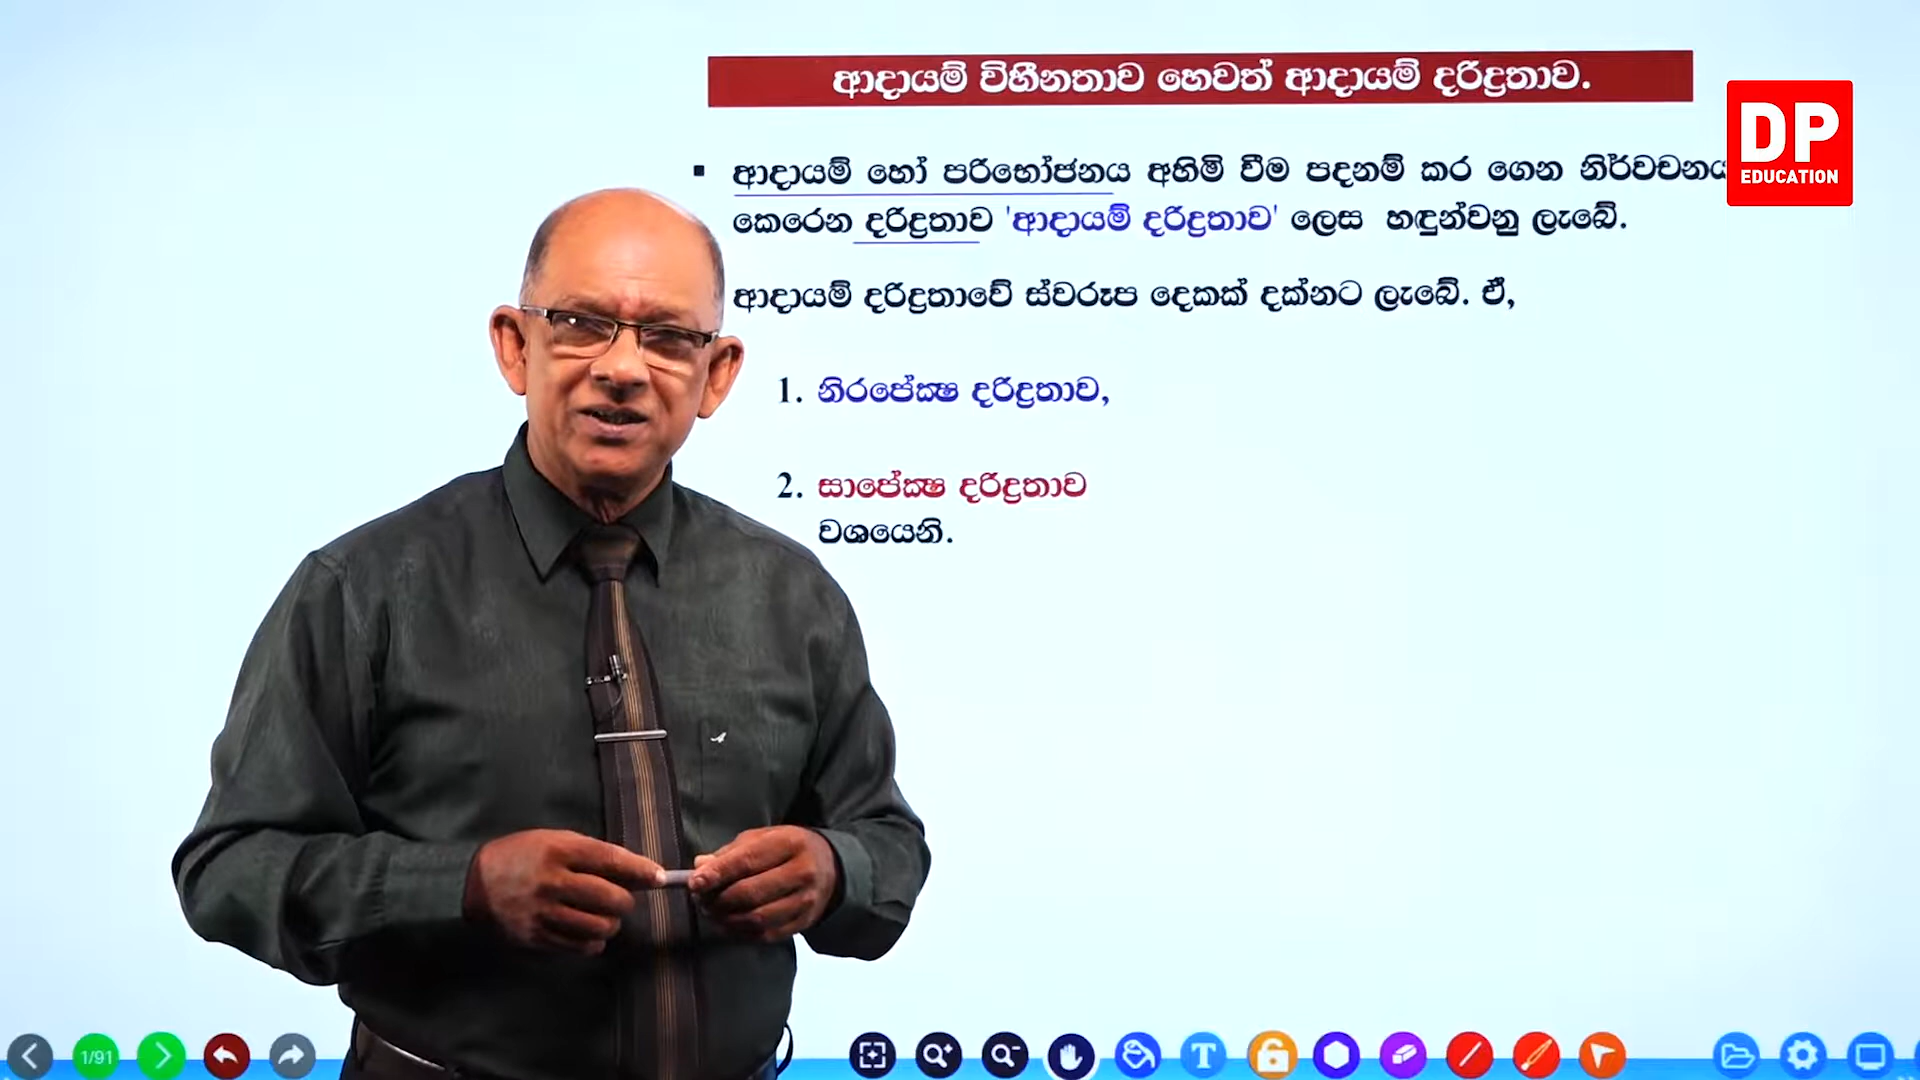 ආදායම් විහීනතාව හෙවත් ආදායම් දරිද්‍රතාව.
DP
EDUCATION
▪ ආදායම් හෝ පරිභෝජනය අහිමි වීම පදනම් කර ගෙන නිර්වචනය
කෙරෙන දරිද්‍රතාව 'ආදායම් දරිද්‍රතාව' ලෙස හඳුන්වනු ලැබේ.
ආදායම් දරිද්‍රතාවේ ස්වරූප දෙකක් දක්නට ලැබේ. ඒ,
1. නිරපේක්‍ෂ දරිද්‍රතාව,
2. සාපේක්‍ෂ දරිද්‍රතාව
වශයෙනි.
1/91
T